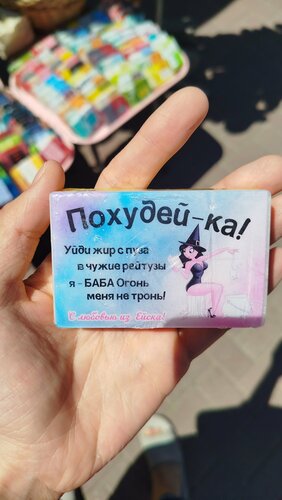 Похудей-ка!
Уйди жир с пуза
в чужие рейтузы
я - БАБА Огонь
меня не тронь!
С любовью из Ейска!